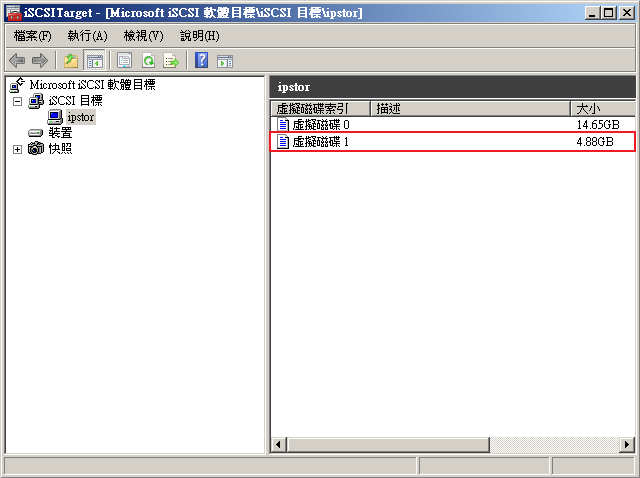 iSCSITarget - [Microsoft iSCSI 軟體目標\iSCSI 目標\ipstor]
檔案(F) 執行(A) 檢視(V) 說明(H)
Microsoft iSCSI 軟體目標
iSCSI 目標
ipstor
裝置
快照
ipstor
虛擬磁碟索引 描述 大小
虛擬磁碟 0 14.65GB
虛擬磁碟 1 4.88GB